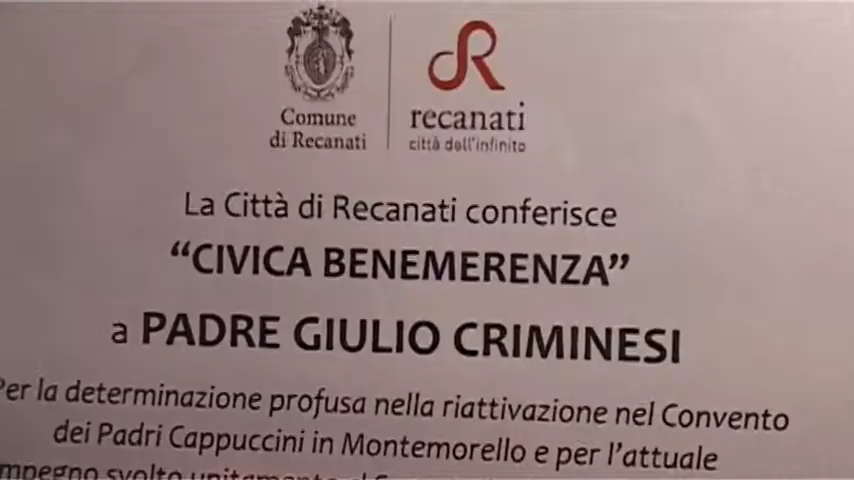 Comune
di Recanati
recanati
città dell'infinito
La Città di Recanati conferisce
“CIVICA BENEMERENZA”
a PADRE GIULIO CRIMINESI
Per la determinazione profusa nella riattivazione nel Convento
dei Padri Cappuccini in Montemorello e per l'attuale
svolto unitamente